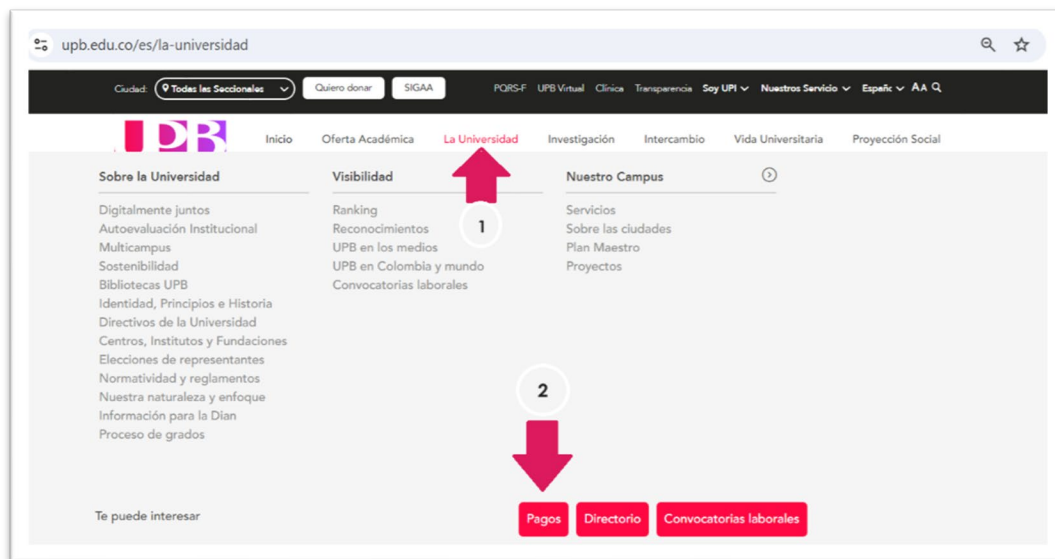 upb.edu.co/es/la-universidad
Ciudad: Todas las Seccionales Quiero donar SIGAA PQRS-F UPB Virtual Clínica Transparencia Soy UPI Nuestros Servicio Españc AA
UPB Inicio Oferta Académica La Universidad Investigación Intercambio Vida Universitaria Proyección Social
Sobre la Universidad
Digitalmente juntos
Autoevaluación Institucional
Multicampus
Sostenibilidad
Bibliotecas UPB
Identidad, Principios e Historia
Directivos de la Universidad
Centros, Institutos y Fundaciones
Elecciones de representantes
Normatividad y reglamentos
Nuestra naturaleza y enfoque
Información para la Dian
Proceso de grados
Visibilidad
Ranking
Reconocimientos
UPB en los medios
UPB en Colombia y mundo
Convocatorias laborales
Nuestro Campus
Servicios
Sobre las ciudades
Plan Maestro
Proyectos
1
2
Te puede interesar
Pagos Directorio Convocatorias laborales